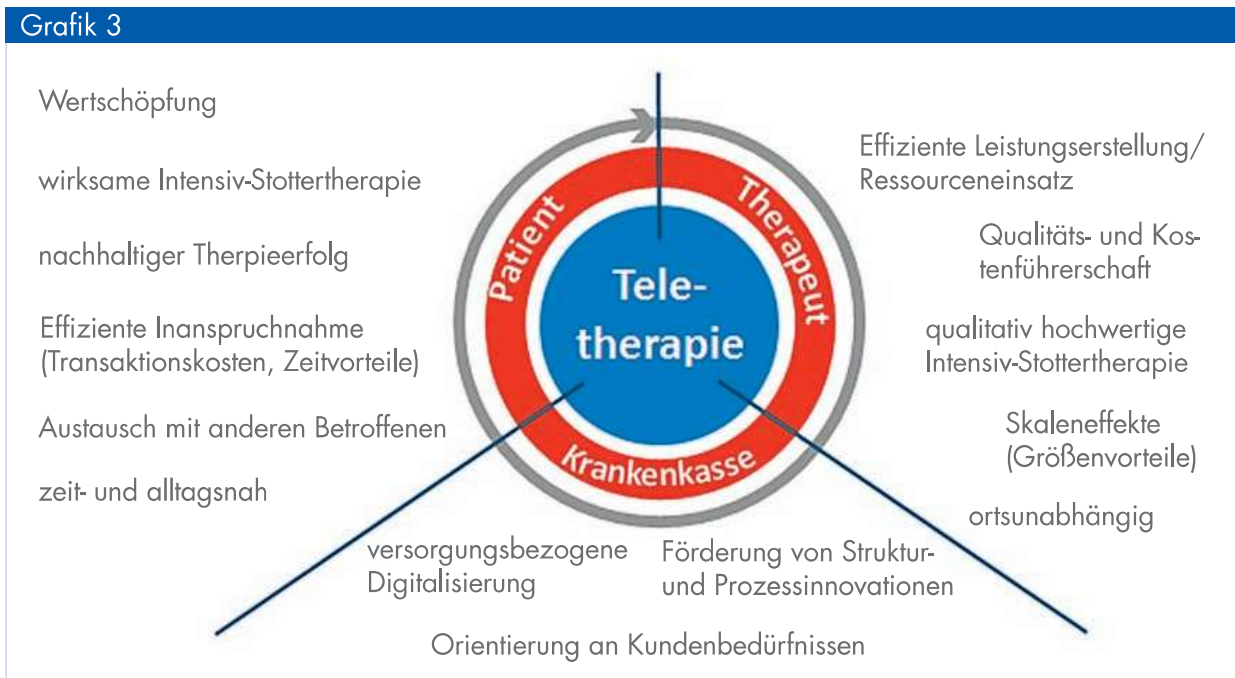 Grafik 3
Wertschöpfung
wirksame Intensiv-Stottertherapie
nachhaltiger Therpieerfolg
Effiziente Inanspruchnahme
(Transaktionskosten, Zeitvorteile)
Austausch mit anderen Betroffenen
zeit- und alltagsnah
Patient
Therapeut
Krankenkasse
Tele-
therapie
Effiziente Leistungserstellung/
Ressourceneinsatz
Qualitäts- und Kos-
tenführerschaft
qualitativ hochwertige
Intensiv-Stottertherapie
Skaleneffekte
(Größenvorteile)
ortsunabhängig
versorgungsbezogene
Digitalisierung
Förderung von Struktur-
und Prozessinnovationen
Orientierung an Kundenbedürfnissen